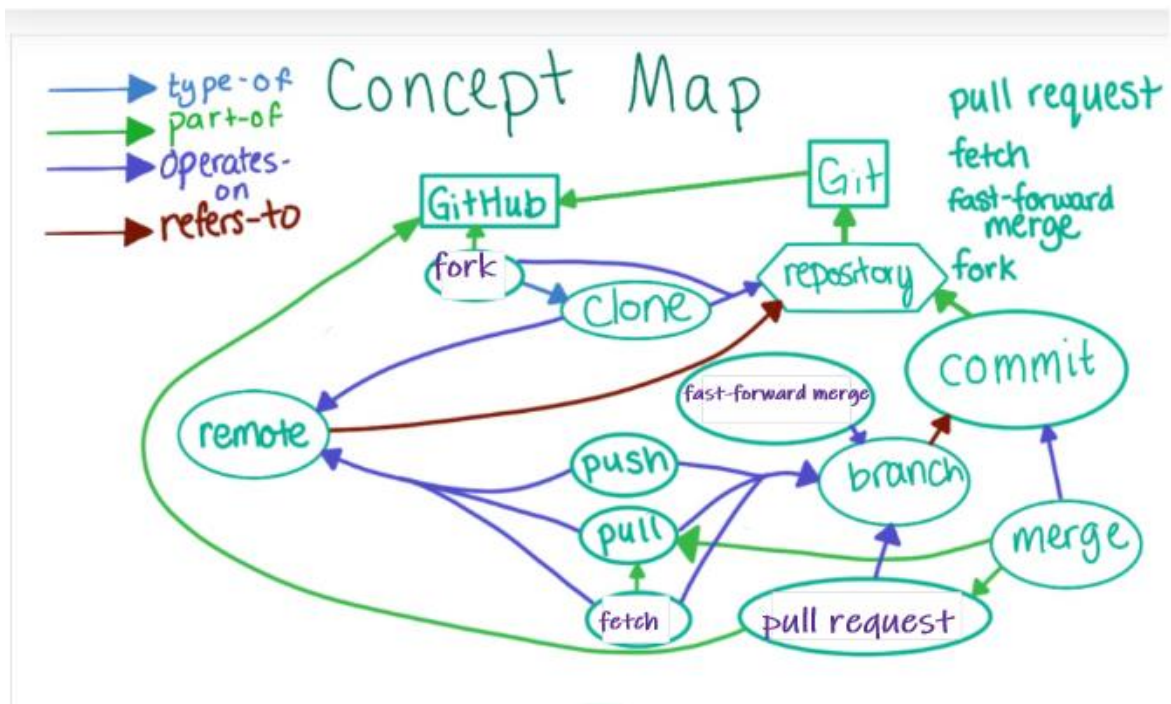 Concept Map
type-of
part-of
operates-
on
refers-to
pull request
fetch
fast-forward
merge
fork
Git
GitHub
fork
repository
clone
commit
fast-forward merge
remote
push
branch
pull
merge
fetch
pull request